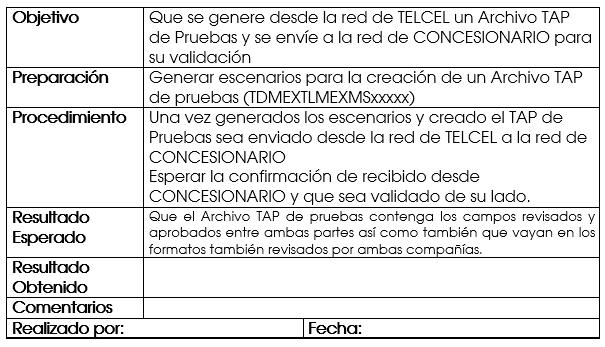 Objetivo
Que se genere desde la red de TELCEL un Archivo TAP
de Pruebas y se envíe a la red de CONCESIONARIO para
su validación
Preparación
Generar escenarios para la creación de un Archivo TAP
de pruebas (TDMEXTLMEXMSxxxxx)
Procedimiento
Una vez generados los escenarios y creado el TAP de
Pruebas sea enviado desde la red de TELCEL a la red de
CONCESIONARIO
Esperar la confirmación de recibido desde
CONCESIONARIO y que sea validado de su lado.
Resultado
Esperado
Que el Archivo TAP de pruebas contenga los campos revisados y
aprobados entre ambas partes así como también que vayan en los
formatos también revisados por ambas compañías.
Resultado
Obtenido
Comentarios
Realizado por:
Fecha: